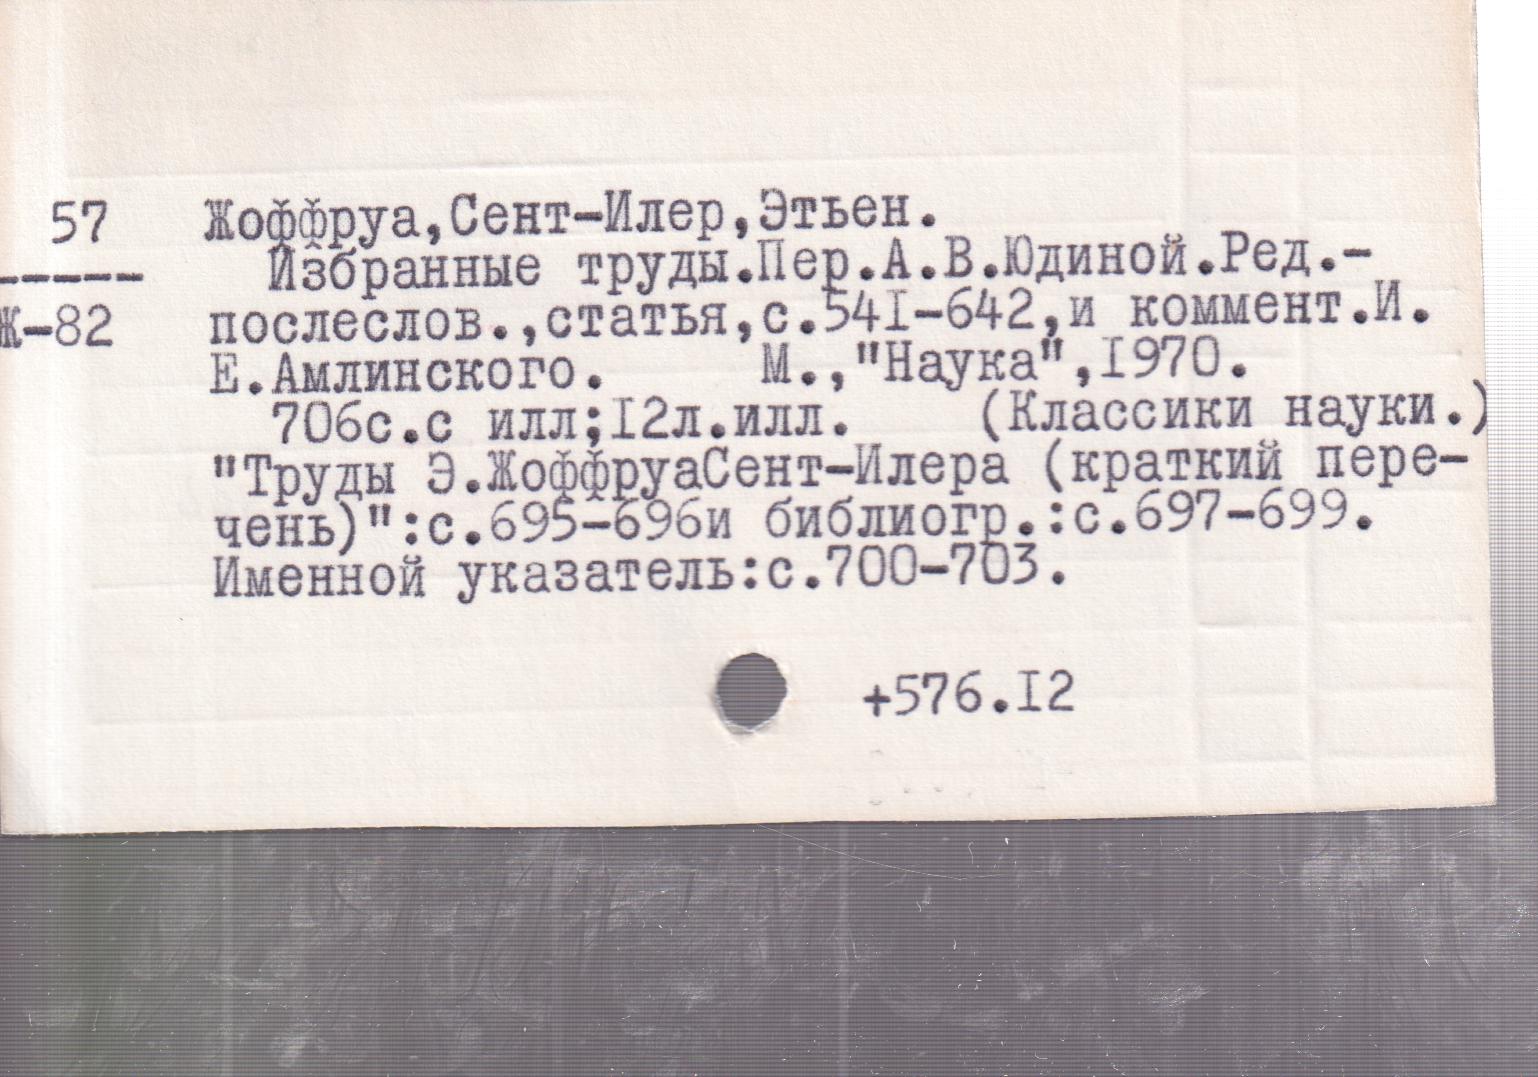 57 Жоффруа,Сент-Илер,Этьен.
----- Избранные труды.Пер.А.В.Юдиной.Ред.-
Ж-82 послеслов.,статья,с.541-642,и коммент.И.
Е.Амлинского. М.,"Наука",1970.
706с.с илл;12л.илл. (Классики науки.)
"Труды Э.ЖоффруаСент-Илера (краткий пере-
чень)":с.695-696и библиогр.:с.697-699.
Именной указатель:с.700-703.
+576.12